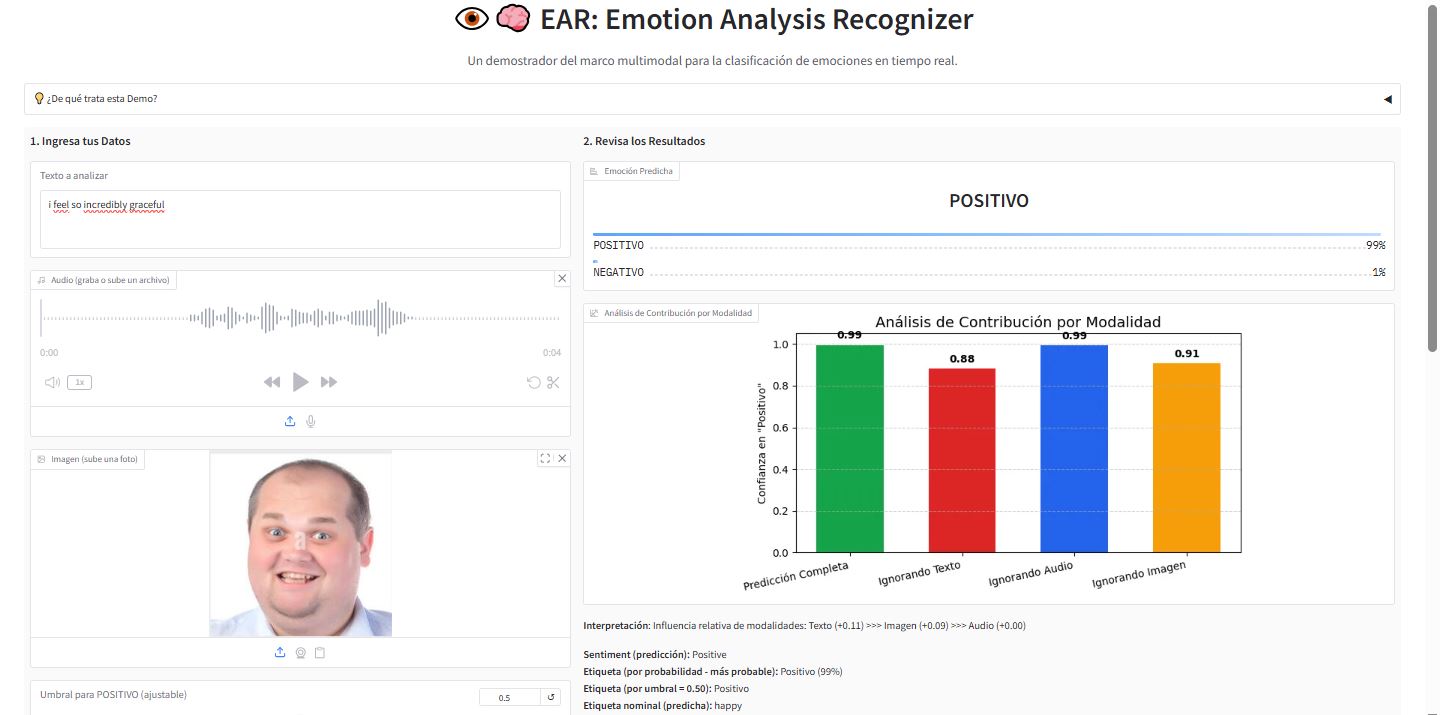 EAR: Emotion Analysis Recognizer
Un demostrador del marco multimodal para la clasificación de emociones en tiempo real.
¿De qué trata esta Demo?
1. Ingresa tus Datos
Texto a analizar
i feel so incredibly graceful
Audio (graba o sube un archivo)
0:00
0:04
1x
Imagen (sube una foto)
Umbral para POSITIVO (ajustable)
0.5
2. Revisa los Resultados
Emoción Predicha
POSITIVO
POSITIVO 99%
NEGATIVO 1%
Análisis de Contribución por Modalidad
Análisis de Contribución por Modalidad
Confianza en "Positivo"
1.0
0.8
0.6
0.4
0.2
0.0
0.99
0.88
0.99
0.91
Predicción Completa
Ignorando Texto
Ignorando Audio
Ignorando Imagen
Interpretación: Influencia relativa de modalidades: Texto (+0.11) >>> Imagen (+0.09) >>> Audio (+0.00)
Sentiment (predicción): Positive
Etiqueta (por probabilidad - más probable): Positivo (99%)
Etiqueta (por umbral = 0.50): Positivo
Etiqueta nominal (predicha): happy